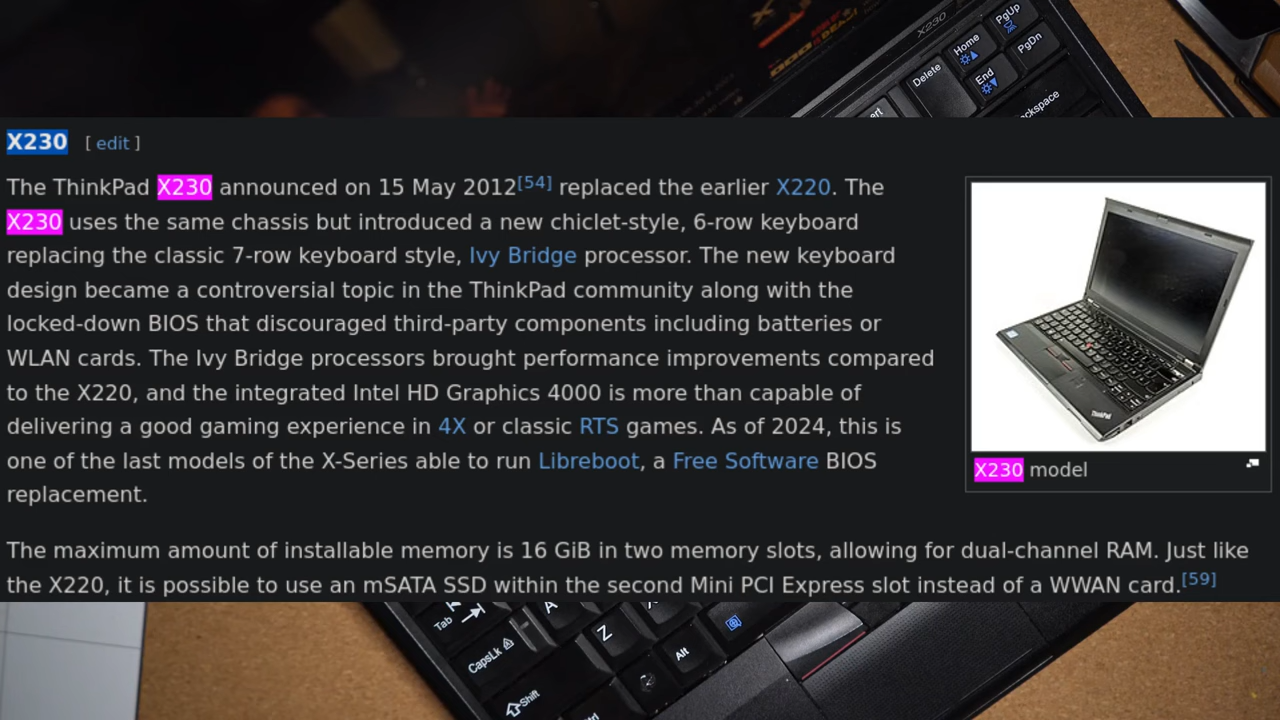 X230
PgUp
Home
PgDn
End
Delete
X230 [ edit ]
The ThinkPad X230 announced on 15 May 2012[54] replaced the earlier X220. The
X230 uses the same chassis but introduced a new chiclet-style, 6-row keyboard
replacing the classic 7-row keyboard style, Ivy Bridge processor. The new keyboard
design became a controversial topic in the ThinkPad community along with the
locked-down BIOS that discouraged third-party components including batteries or
WLAN cards. The Ivy Bridge processors brought performance improvements compared
to the X220, and the integrated Intel HD Graphics 4000 is more than capable of
delivering a good gaming experience in 4X or classic RTS games. As of 2024, this is
one of the last models of the X-Series able to run Libreboot, a Free Software BIOS
replacement.
ThinkPad
X230 model
The maximum amount of installable memory is 16 GiB in two memory slots, allowing for dual-channel RAM. Just like
the X220, it is possible to use an mSATA SSD within the second Mini PCI Express slot instead of a WWAN card.[59]
Tab
A
Z
CapsLk
Alt
Shift